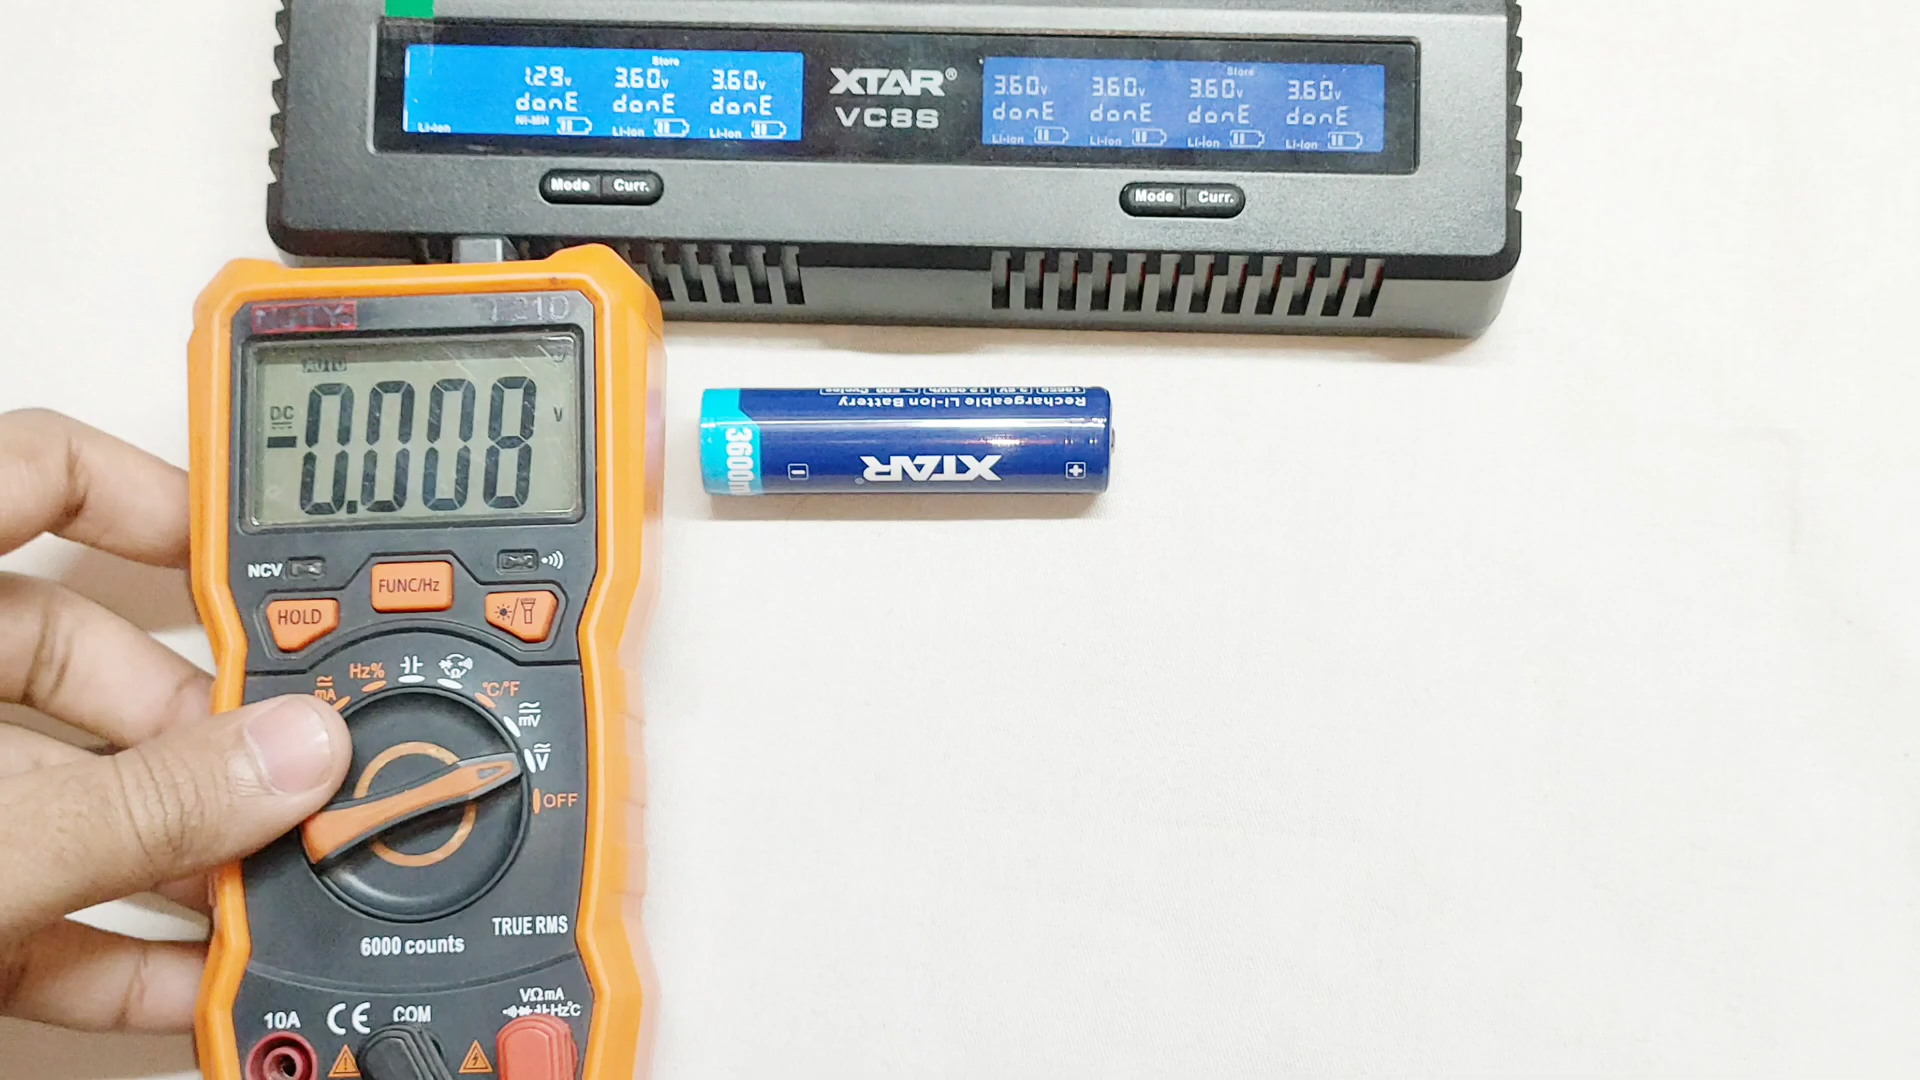 Store
1.29v 3.60v 3.60v
donE donE donE
Li-ion Ni-MH Li-ion Li-ion
XTAR®
VC8S
Store
3.60v 3.60v 3.60v 3.60v
donE donE donE donE
Li-ion Li-ion Li-ion Li-ion
Mode Curr.
Mode Curr.
AUTO
DC
-0.008 V
NCV
FUNC/Hz
HOLD
mA Hz% Ω °C/°F
mV
V
OFF
TRUE RMS
6000 counts
10A CE COM VΩmA
Hz°C
Rechargeable Li-ion Battery
3600m
XTAR®